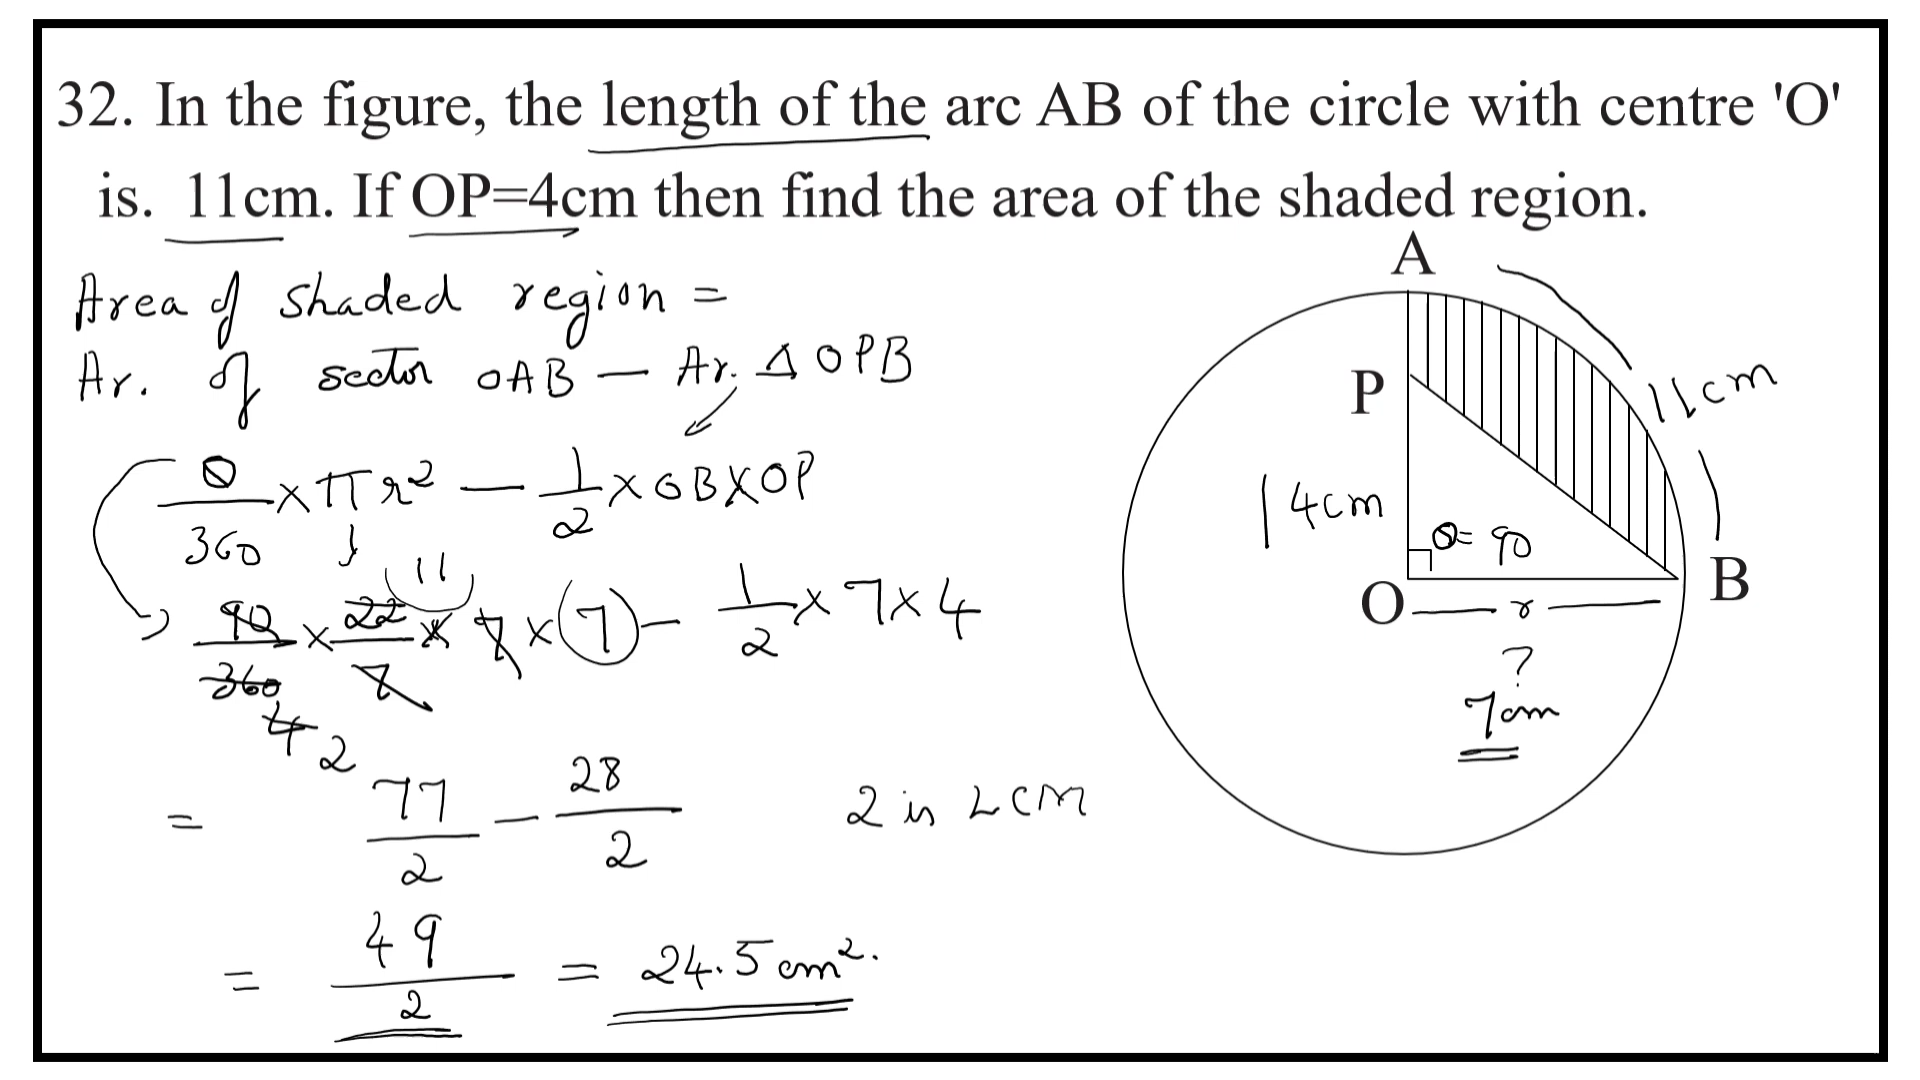 32. In the figure, the length of the arc AB of the circle with centre 'O'
is. 11cm. If OP=4cm then find the area of the shaded region.
Area of shaded region =
Ar. of sector OAB — Ar. Δ OPB
θ/360 × π r² — 1/2 × OB × OP
90/360 × 22/7 × 7 × 7 — 1/2 × 7 × 4
11
4
2
= 77/2 — 28/2
2 is LCM
= 49/2 = 24.5 cm².
A
11cm
P
4cm
θ= 90
O
r
B
?
7cm